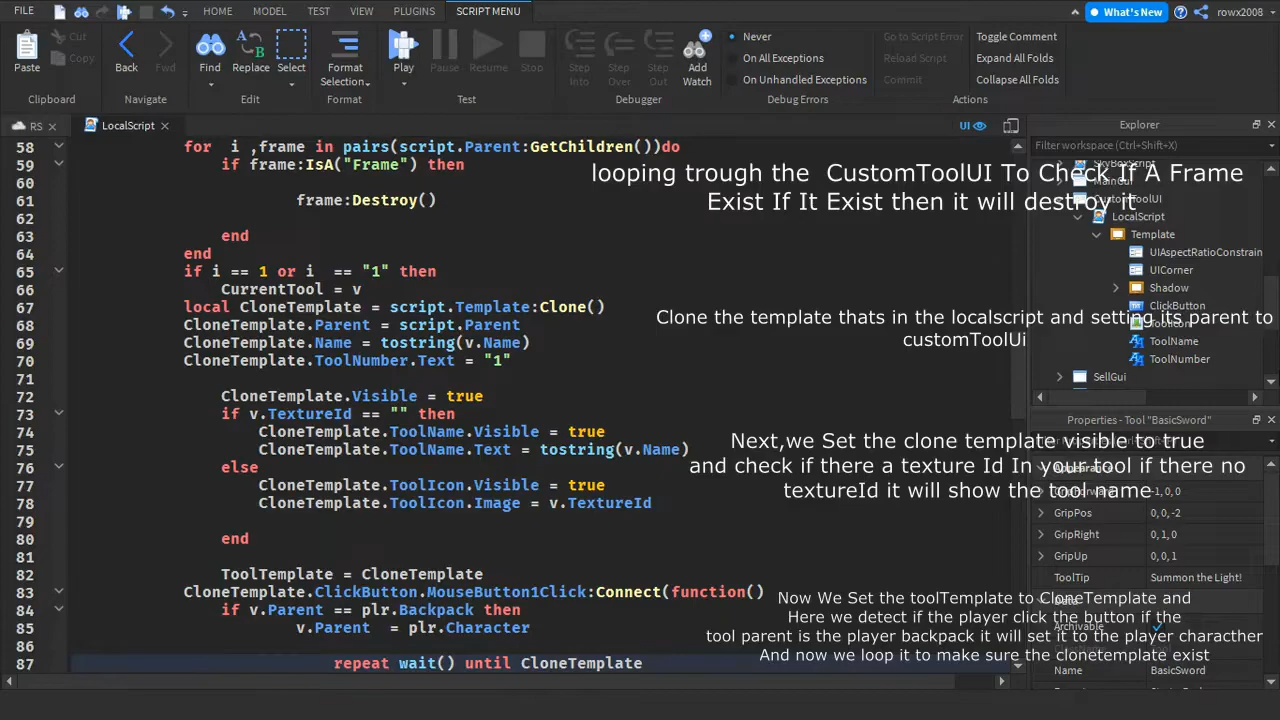 FILE
HOME
MODEL
TEST
VIEW
PLUGINS
SCRIPT MENU
What's New
rowx2008
Paste
Cut
Copy
Back
Fwd
Find
Replace
Select
Format
Selection
Play
Pause
Resume
Stop
Step
Into
Step
Over
Step
Out
Add
Watch
Never
On All Exceptions
On Unhandled Exceptions
Go to Script Error
Reload Script
Commit
Toggle Comment
Expand All Folds
Collapse All Folds
Clipboard
Navigate
Edit
Format
Test
Debugger
Debug Errors
Actions
RS
LocalScript
UI
58 for i ,frame in pairs(script.Parent:GetChildren())do
59 if frame:IsA("Frame") then
60
61 frame:Destroy()
62
63 end
64 end
65 if i == 1 or i == "1" then
66 CurrentTool = v
67 local CloneTemplate = script.Template:Clone()
68 CloneTemplate.Parent = script.Parent
69 CloneTemplate.Name = tostring(v.Name)
70 CloneTemplate.ToolNumber.Text = "1"
71
72 CloneTemplate.Visible = true
73 if v.TextureId == "" then
74 CloneTemplate.ToolName.Visible = true
75 CloneTemplate.ToolName.Text = tostring(v.Name)
76 else
77 CloneTemplate.ToolIcon.Visible = true
78 CloneTemplate.ToolIcon.Image = v.TextureId
79
80 end
81
82 ToolTemplate = CloneTemplate
83 CloneTemplate.ClickButton.MouseButton1Click:Connect(function()
84 if v.Parent == plr.Backpack then
85 v.Parent = plr.Character
86
87 repeat wait() until CloneTemplate
looping trough the CustomToolUI To Check If A Frame
Exist If It Exist then it will destroy it
Clone the template thats in the localscript and setting its parent to
customToolUi
Next,we Set the clone template visible to true
and check if there a texture Id In your tool if there no
textureId it will show the tool name
Now We Set the toolTemplate to CloneTemplate and
Here we detect if the player click the button if the
tool parent is the player backpack it will set it to the player characther
And now we loop it to make sure the clonetemplate exist
Explorer
Filter workspace (Ctrl+Shift+X)
SkyBoxScript
MainGui
CustomToolUI
LocalScript
Template
UIAspectRatioConstrain
UICorner
Shadow
ClickButton
ToolIcon
ToolName
ToolNumber
SellGui
Properties - Tool "BasicSword"
Appearance
GripForward -1, 0, 0
GripPos 0, 0, -2
GripRight 0, 1, 0
GripUp 0, 0, 1
ToolTip Summon the Light!
Data
Archivable
Name BasicSword